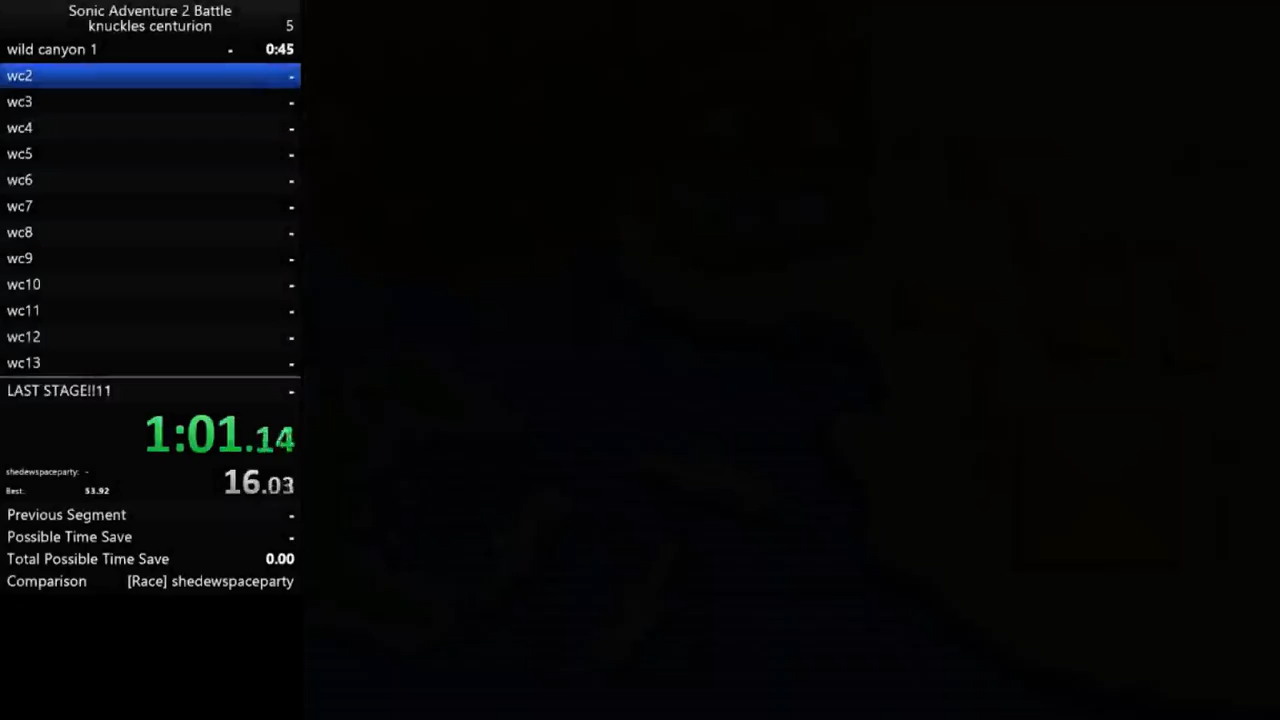 Sonic Adventure 2 Battle
knuckles centurion 5
wild canyon 1 - 0:45
wc2 -
wc3 -
wc4 -
wc5 -
wc6 -
wc7 -
wc8 -
wc9 -
wc10 -
wc11 -
wc12 -
wc13 -
LAST STAGE!!11 -
1:01.14
shedewspaceparty: -
16.03
Best: 53.92
Previous Segment -
Possible Time Save -
Total Possible Time Save 0.00
Comparison [Race] shedewspaceparty